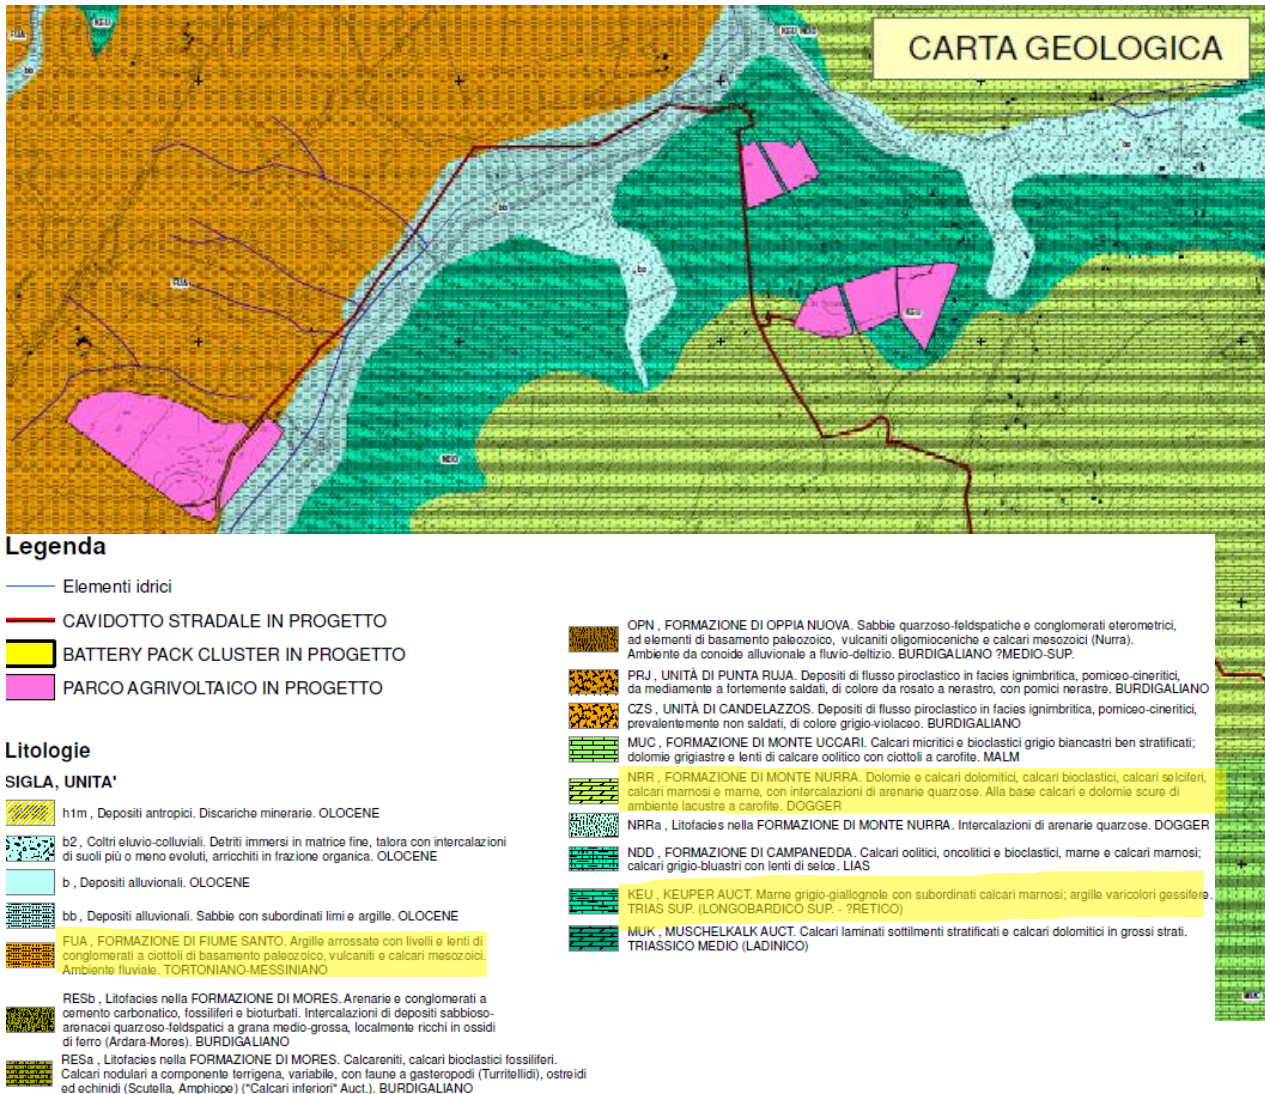 CARTA GEOLOGICA
KEU
FUA
bb
KEU NDD
bb
bb
bb
FUA
KEU
NDD
Legenda
Elementi idrici
CAVIDOTTO STRADALE IN PROGETTO
BATTERY PACK CLUSTER IN PROGETTO
PARCO AGRIVOLTAICO IN PROGETTO
Litologie
SIGLA, UNITA'
h1m , Depositi antropici. Discariche minerarie. OLOCENE
b2 , Coltri eluvio-colluviali. Detriti immersi in matrice fine, talora con intercalazioni
di suoli più o meno evoluti, arricchiti in frazione organica. OLOCENE
b , Depositi alluvionali. OLOCENE
bb , Depositi alluvionali. Sabbie con subordinati limi e argille. OLOCENE
FUA , FORMAZIONE DI FIUME SANTO. Argille arrossate con livelli e lenti di
conglomerati a ciottoli di basamento paleozoico, vulcaniti e calcari mesozoici.
Ambiente fluviale. TORTONIANO-MESSINIANO
RESb , Litofacies nella FORMAZIONE DI MORES. Arenarie e conglomerati a
cemento carbonatico, fossiliferi e bioturbati. Intercalazioni di depositi sabbioso-
arenacei quarzoso-feldspatici a grana medio-grossa, localmente ricchi in ossidi
di ferro (Ardara-Mores). BURDIGALIANO
RESa , Litofacies nella FORMAZIONE DI MORES. Calcareniti, calcari bioclastici fossiliferi.
Calcari nodulari a componente terrigena, variabile, con faune a gasteropodi (Turritellidi), ostreidi
ed echinidi (Scutella, Amphiope) ("Calcari inferiori" Auct.). BURDIGALIANO
OPN , FORMAZIONE DI OPPIA NUOVA. Sabbie quarzoso-feldspatiche e conglomerati eterometrici,
ad elementi di basamento paleozoico, vulcaniti oligomioceniche e calcari mesozoici (Nurra).
Ambiente da conoide alluvionale a fluvio-deltizio. BURDIGALIANO ?MEDIO-SUP.
PRJ , UNITÀ DI PUNTA RUJA. Depositi di flusso piroclastico in facies ignimbritica, pomiceo-cineritici,
da mediamente a fortemente saldati, di colore da rosato a nerastro, con pomici nerastre. BURDIGALIANO
CZS , UNITÀ DI CANDELAZZOS. Depositi di flusso piroclastico in facies ignimbritica, pomiceo-cineritici,
prevalentemente non saldati, di colore grigio-violaceo. BURDIGALIANO
MUC , FORMAZIONE DI MONTE UCCARI. Calcari micritici e bioclastici grigio biancastri ben stratificati;
dolomie grigiastre e lenti di calcare oolitico con ciottoli a carofite. MALM
NRR , FORMAZIONE DI MONTE NURRA. Dolomie e calcari dolomitici, calcari bioclastici, calcari selciferi,
calcari marnosi e marne, con intercalazioni di arenarie quarzose. Alla base calcari e dolomie scure di
ambiente lacustre a carofite. DOGGER
NRRa , Litofacies nella FORMAZIONE DI MONTE NURRA. Intercalazioni di arenarie quarzose. DOGGER
NDD , FORMAZIONE DI CAMPANEDDA. Calcari oolitici, oncolitici e bioclastici, marne e calcari marnosi;
calcari grigio-bluastri con lenti di selce. LIAS
KEU , KEUPER AUCT. Marne grigio-giallognole con subordinati calcari marnosi; argille varicolori gessifere.
TRIAS SUP. (LONGOBARDICO SUP. - ?RETICO)
MUK , MUSCHELKALK AUCT. Calcari laminati sottilmente stratificati e calcari dolomitici in grossi strati.
TRIASSICO MEDIO (LADINICO)
MUC